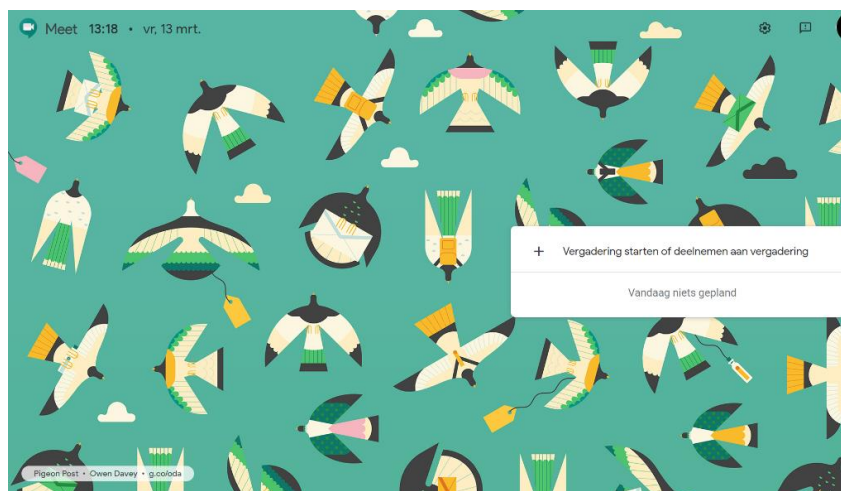 Meet 13:18 • vr, 13 mrt.
+ Vergadering starten of deelnemen aan vergadering
Vandaag niets gepland
Pigeon Post • Owen Davey • g.co/oda